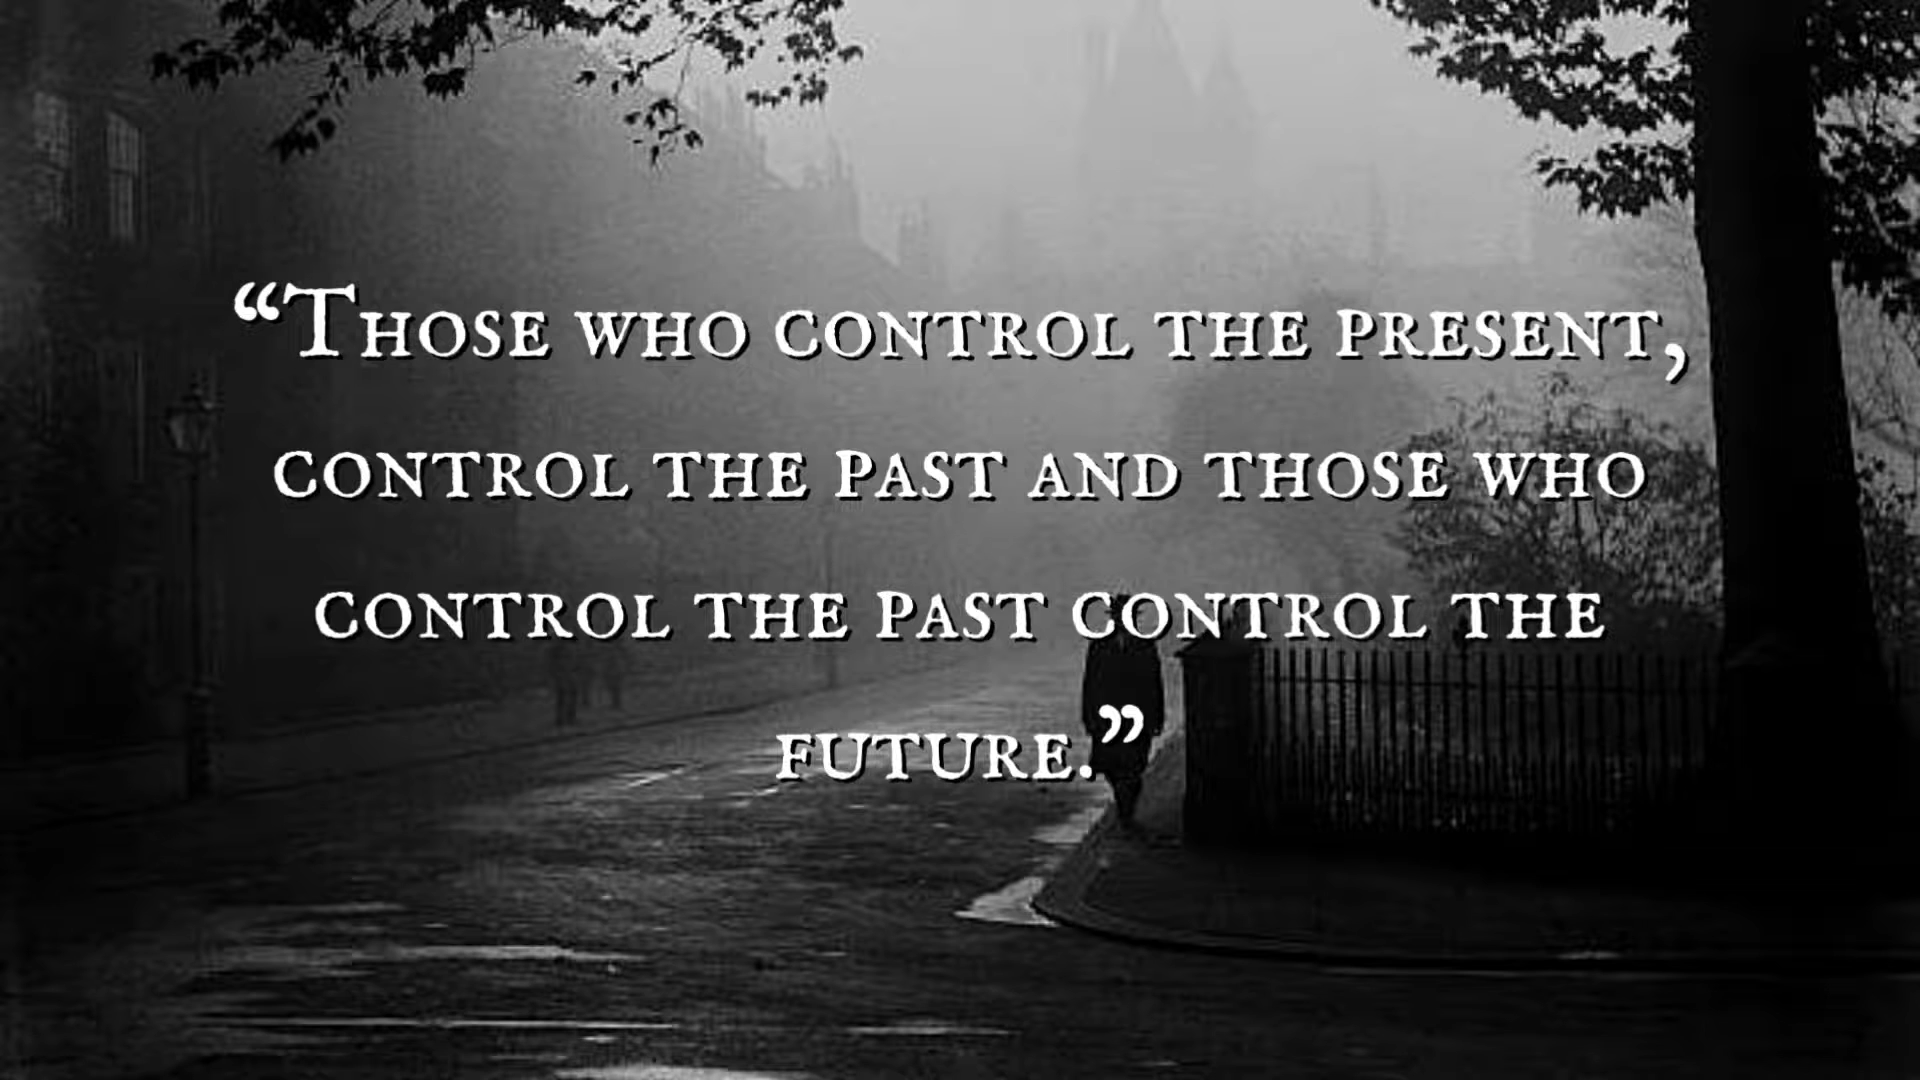 “Those who control the present,
control the past and those who
control the past control the
future.”